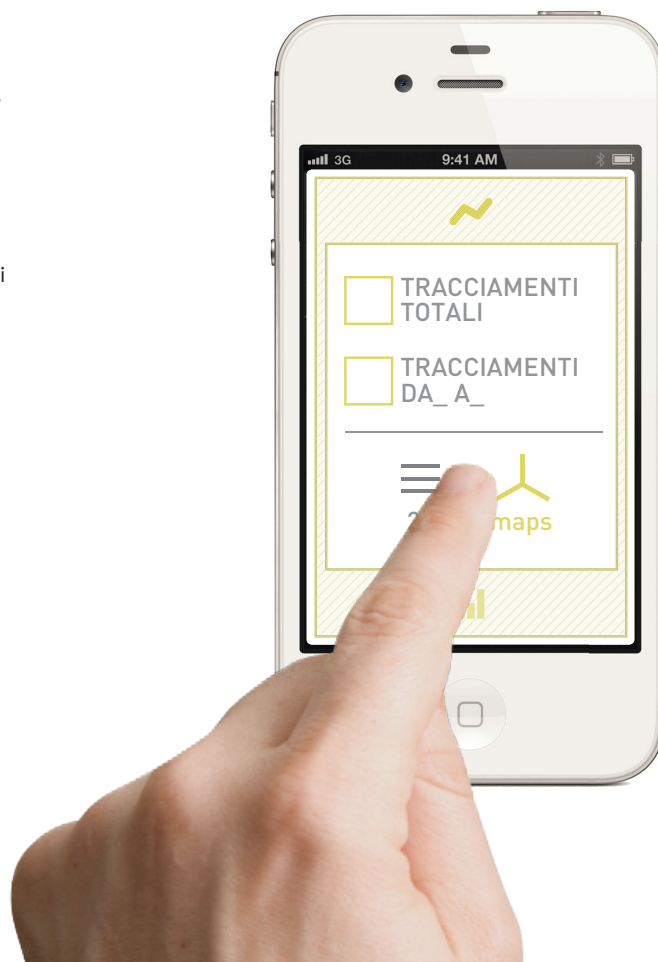 i
3G 9:41 AM
TRACCIAMENTI
TOTALI
TRACCIAMENTI
DA_ A_
maps